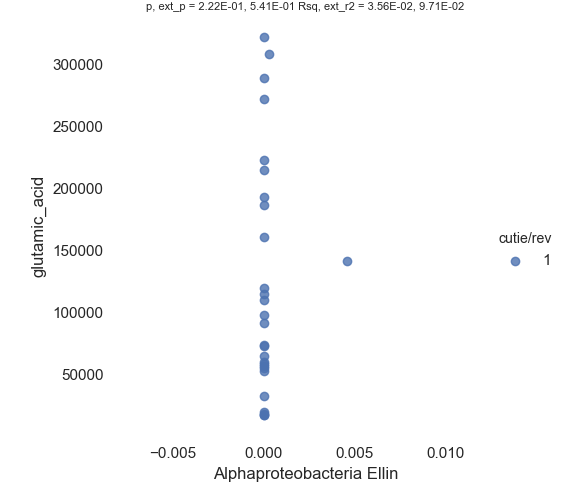 p, ext_p = 2.22E-01, 5.41E-01 Rsq, ext_r2 = 3.56E-02, 9.71E-02
300000
250000
200000
150000
100000
50000
glutamic_acid
cutie/rev
1
−0.005 0.000 0.005 0.010
Alphaproteobacteria Ellin